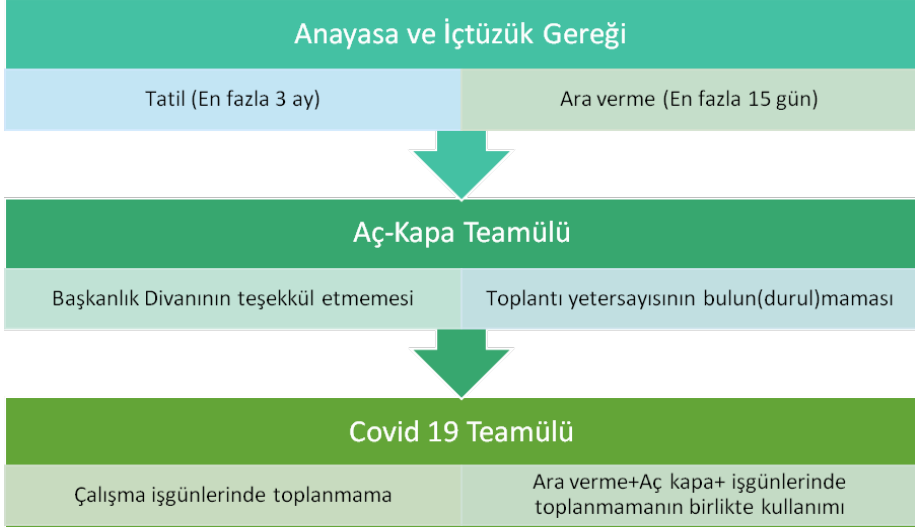 Anayasa ve İçtüzük Gereği
Tatil (En fazla 3 ay)
Ara verme (En fazla 15 gün)
Aç-Kapa Teamülü
Başkanlık Divanının teşekkül etmemesi
Toplantı yetersayısının bulun(durul)maması
Covid 19 Teamülü
Çalışma işgünlerinde toplanmama
Ara verme+Aç kapa+ işgünlerinde
toplanmamanın birlikte kullanımı